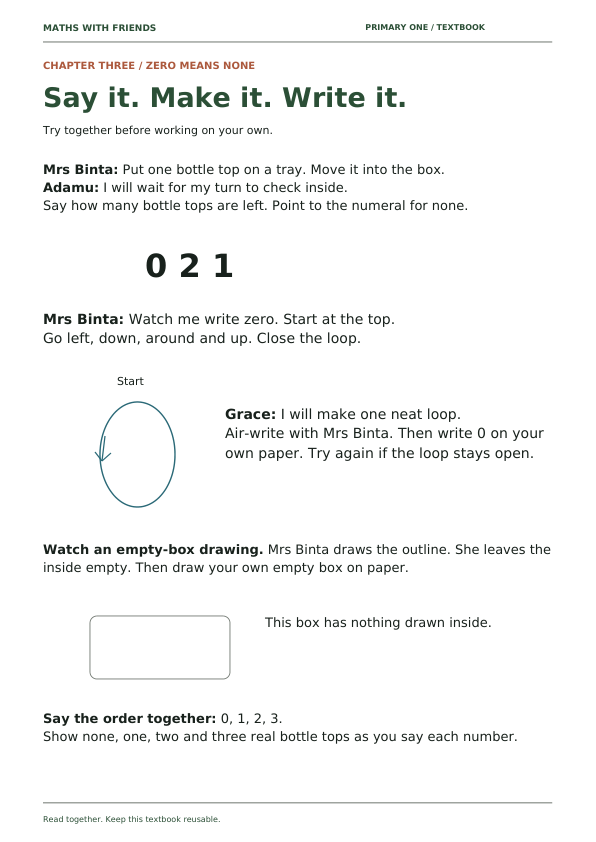 MATHS WITH FRIENDS
PRIMARY ONE / TEXTBOOK
CHAPTER THREE / ZERO MEANS NONE
Say it. Make it. Write it.
Try together before working on your own.
Mrs Binta: Put one bottle top on a tray. Move it into the box.
Adamu: I will wait for my turn to check inside.
Say how many bottle tops are left. Point to the numeral for none.
0 2 1
Mrs Binta: Watch me write zero. Start at the top.
Go left, down, around and up. Close the loop.
Start
Grace: I will make one neat loop.
Air-write with Mrs Binta. Then write 0 on your
own paper. Try again if the loop stays open.
Watch an empty-box drawing. Mrs Binta draws the outline. She leaves the
inside empty. Then draw your own empty box on paper.
This box has nothing drawn inside.
Say the order together: 0, 1, 2, 3.
Show none, one, two and three real bottle tops as you say each number.
Read together. Keep this textbook reusable.